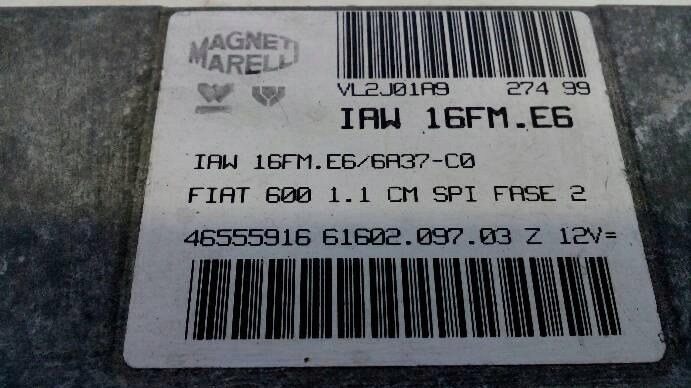 MAGNETI
MARELLI
VL2J01A9 274 99
IAW 16FM.E6
IAW 16FM.E6/6A37-C0
FIAT 600 1.1 CM SPI FASE 2
46555916 61602.097.03 Z 12V=